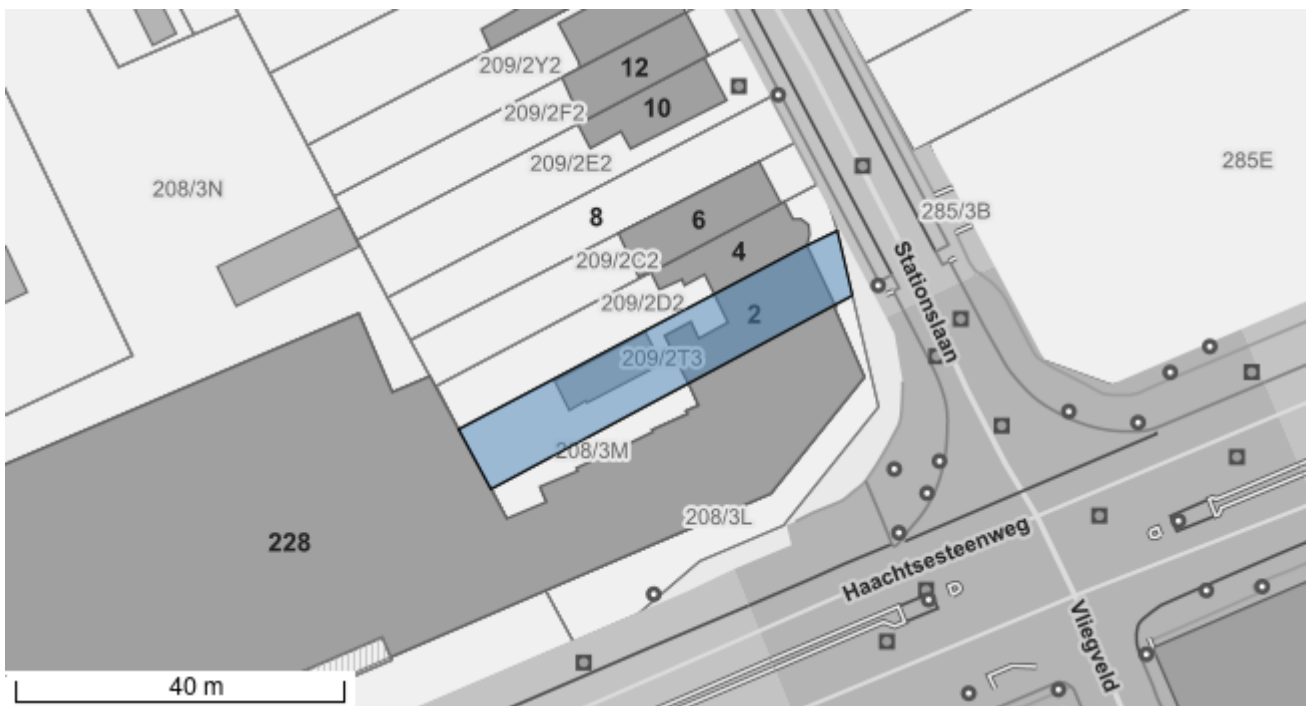 209/2Y2
12
209/2F2
10
209/2E2
285E
208/3N
285/3B
8
6
4
209/2C2
Stationslaan
209/2D2
2
209/2T3
208/3M
208/3L
228
Haachtsesteenweg
Vliegveld
40 m